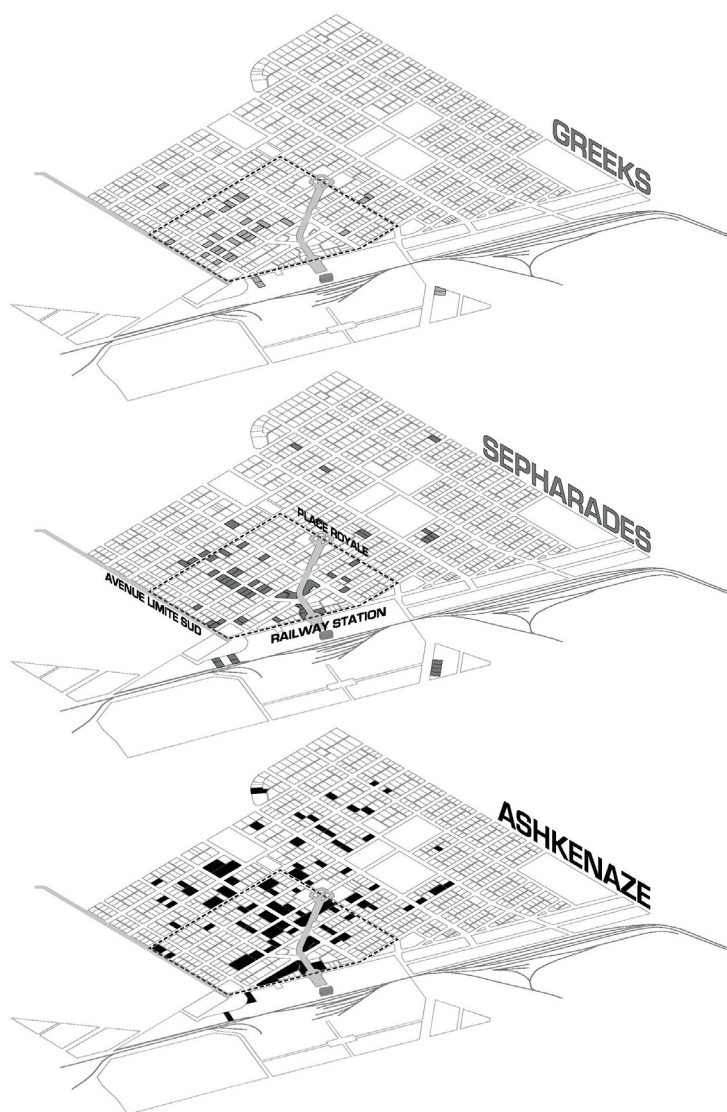 GREEKS
SEPHARADES
PLACE ROYALE
AVENUE LIMITE SUD
RAILWAY STATION
ASHKENAZE